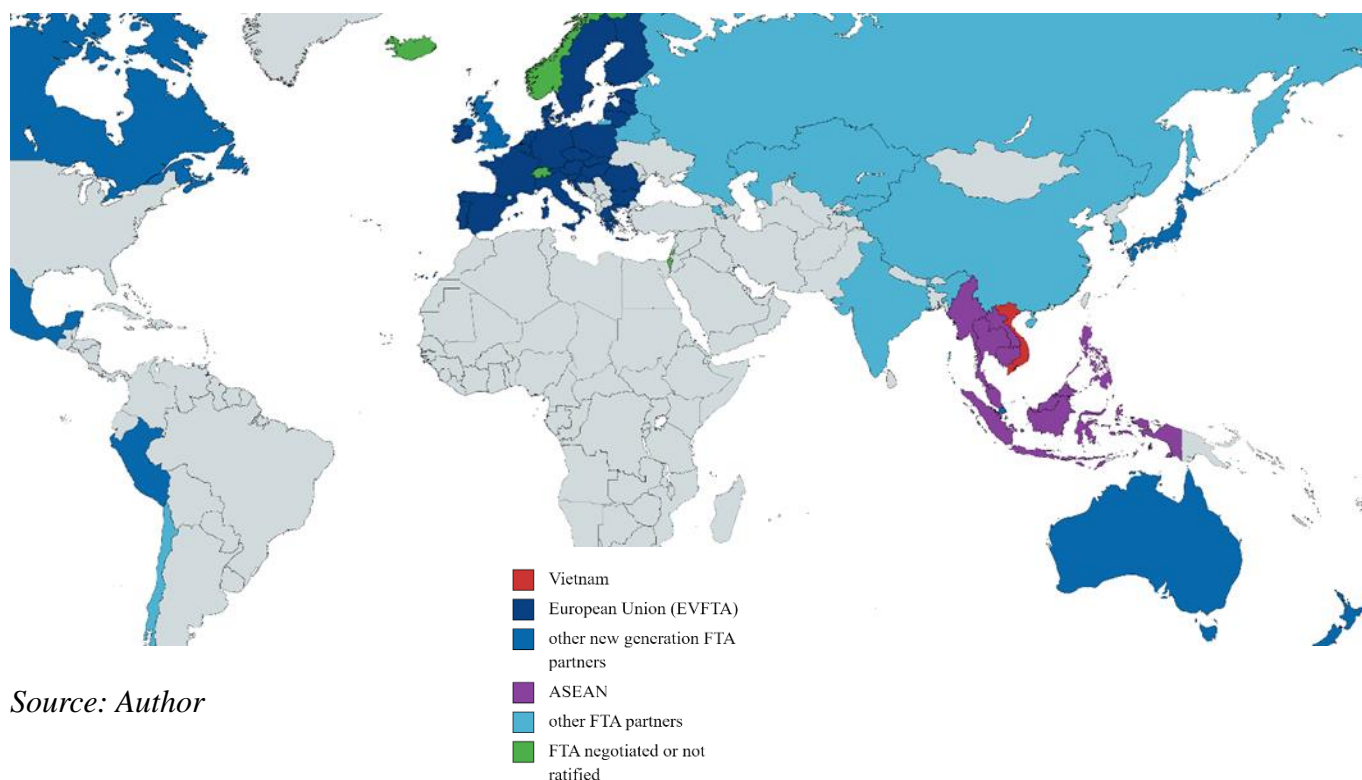 Vietnam
European Union (EVFTA)
other new generation FTA
partners
ASEAN
other FTA partners
FTA negotiated or not
ratified
Source: Author